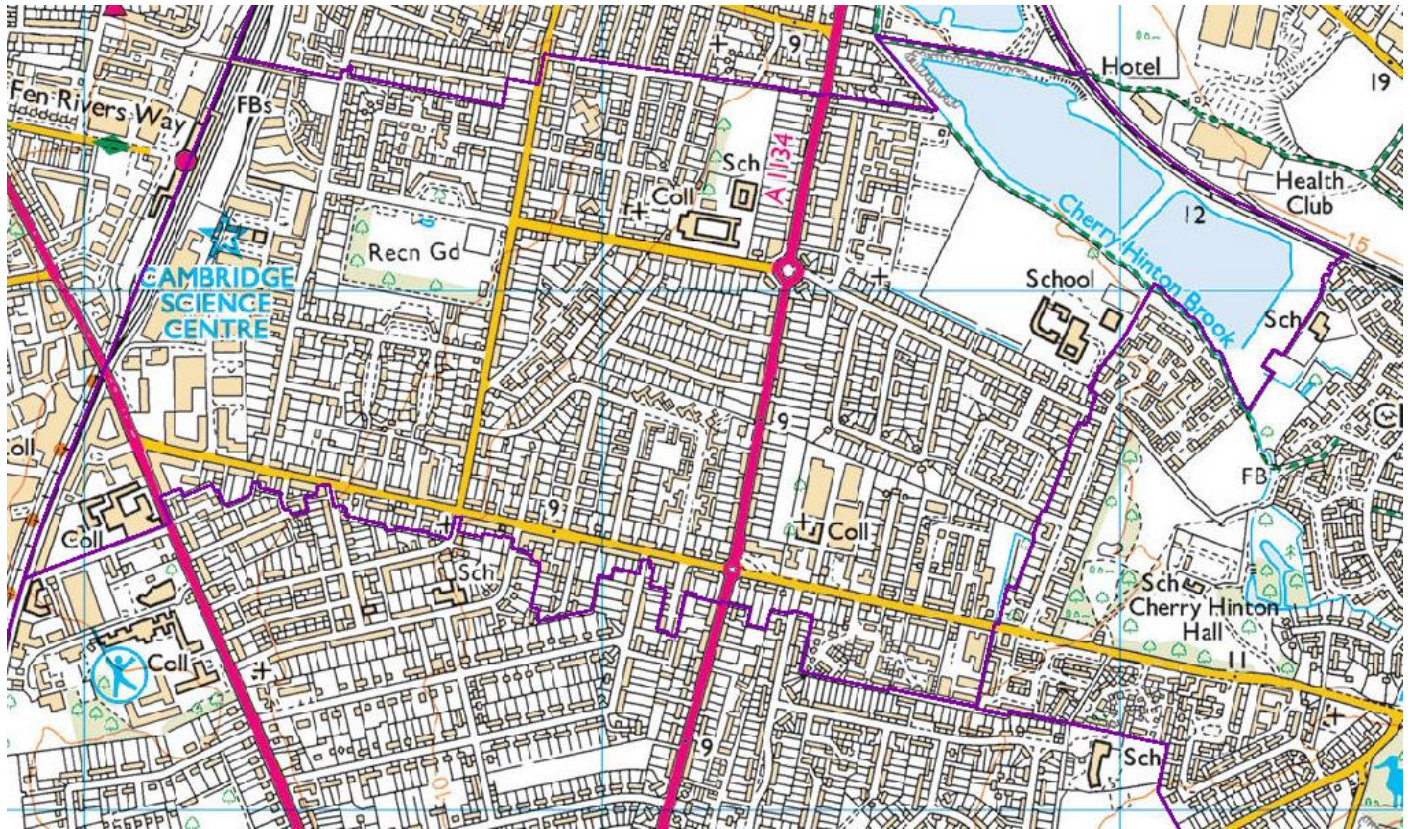 9
Hotel
19
Fen Rivers Way
FBs
A 1134
Sch
Coll
Health
Club
12
15
Cherry Hinton Brook
Recn Gd
School
CAMBRIDGE
SCIENCE
CENTRE
Sch
9
Coll
FB
9
Coll
Coll
Sch
Sch
Cherry Hinton
Hall
11
Coll
9
Sch
10